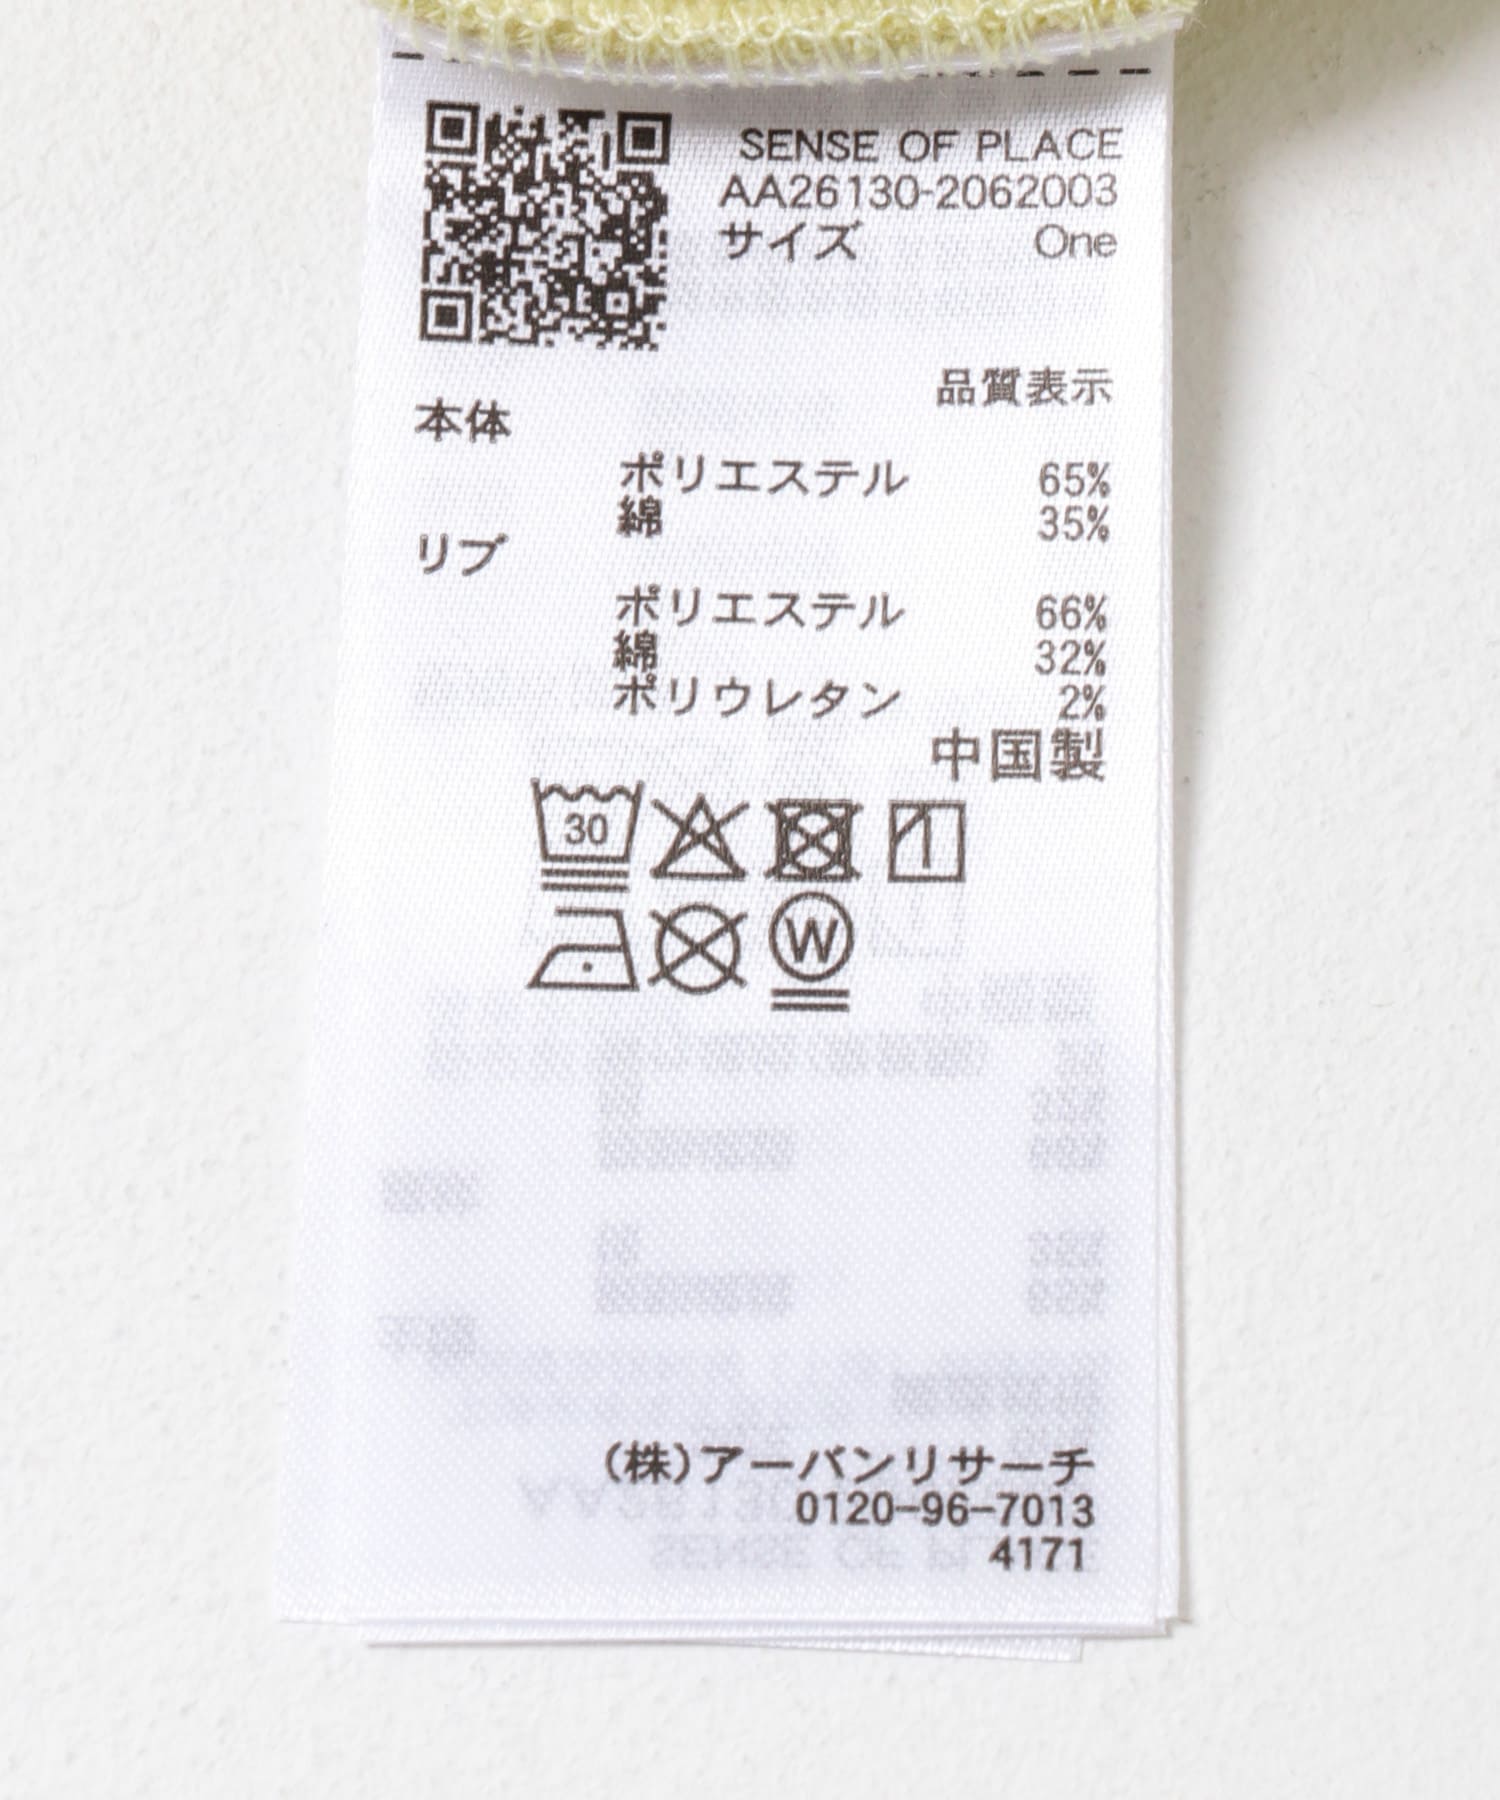 SENSE OF PLACE
AA26130-2062003
サイズ One
品質表示
本体
ポリエステル 65%
綿 35%
リブ
ポリエステル 66%
綿 32%
ポリウレタン 2%
中国製
30
W
(株)アーバンリサーチ
0120-96-7013
4171